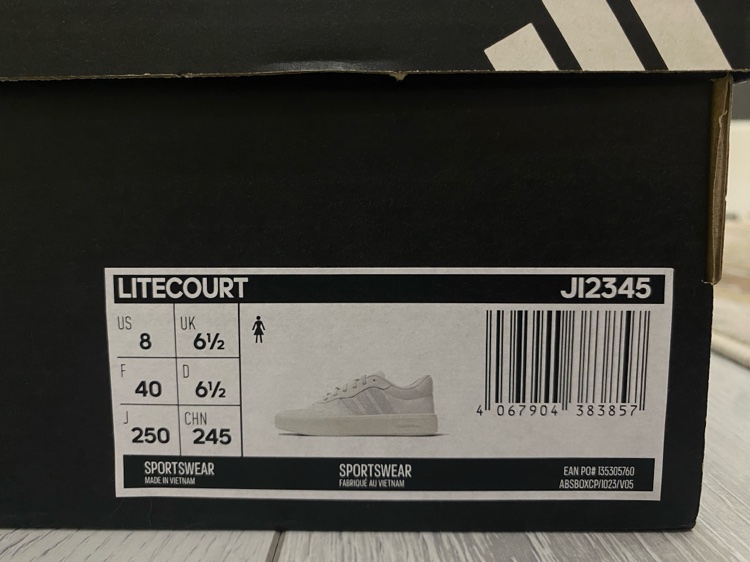 LITECOURT JI2345
US 8 UK 6½
F 40 D 6½
J 250 CHN 245
4 067904 383857
SPORTSWEAR SPORTSWEAR EAN PO# 135305760
MADE IN VIETNAM FABRIQUÉ AU VIETNAM ABSBOXCP/1023/V05